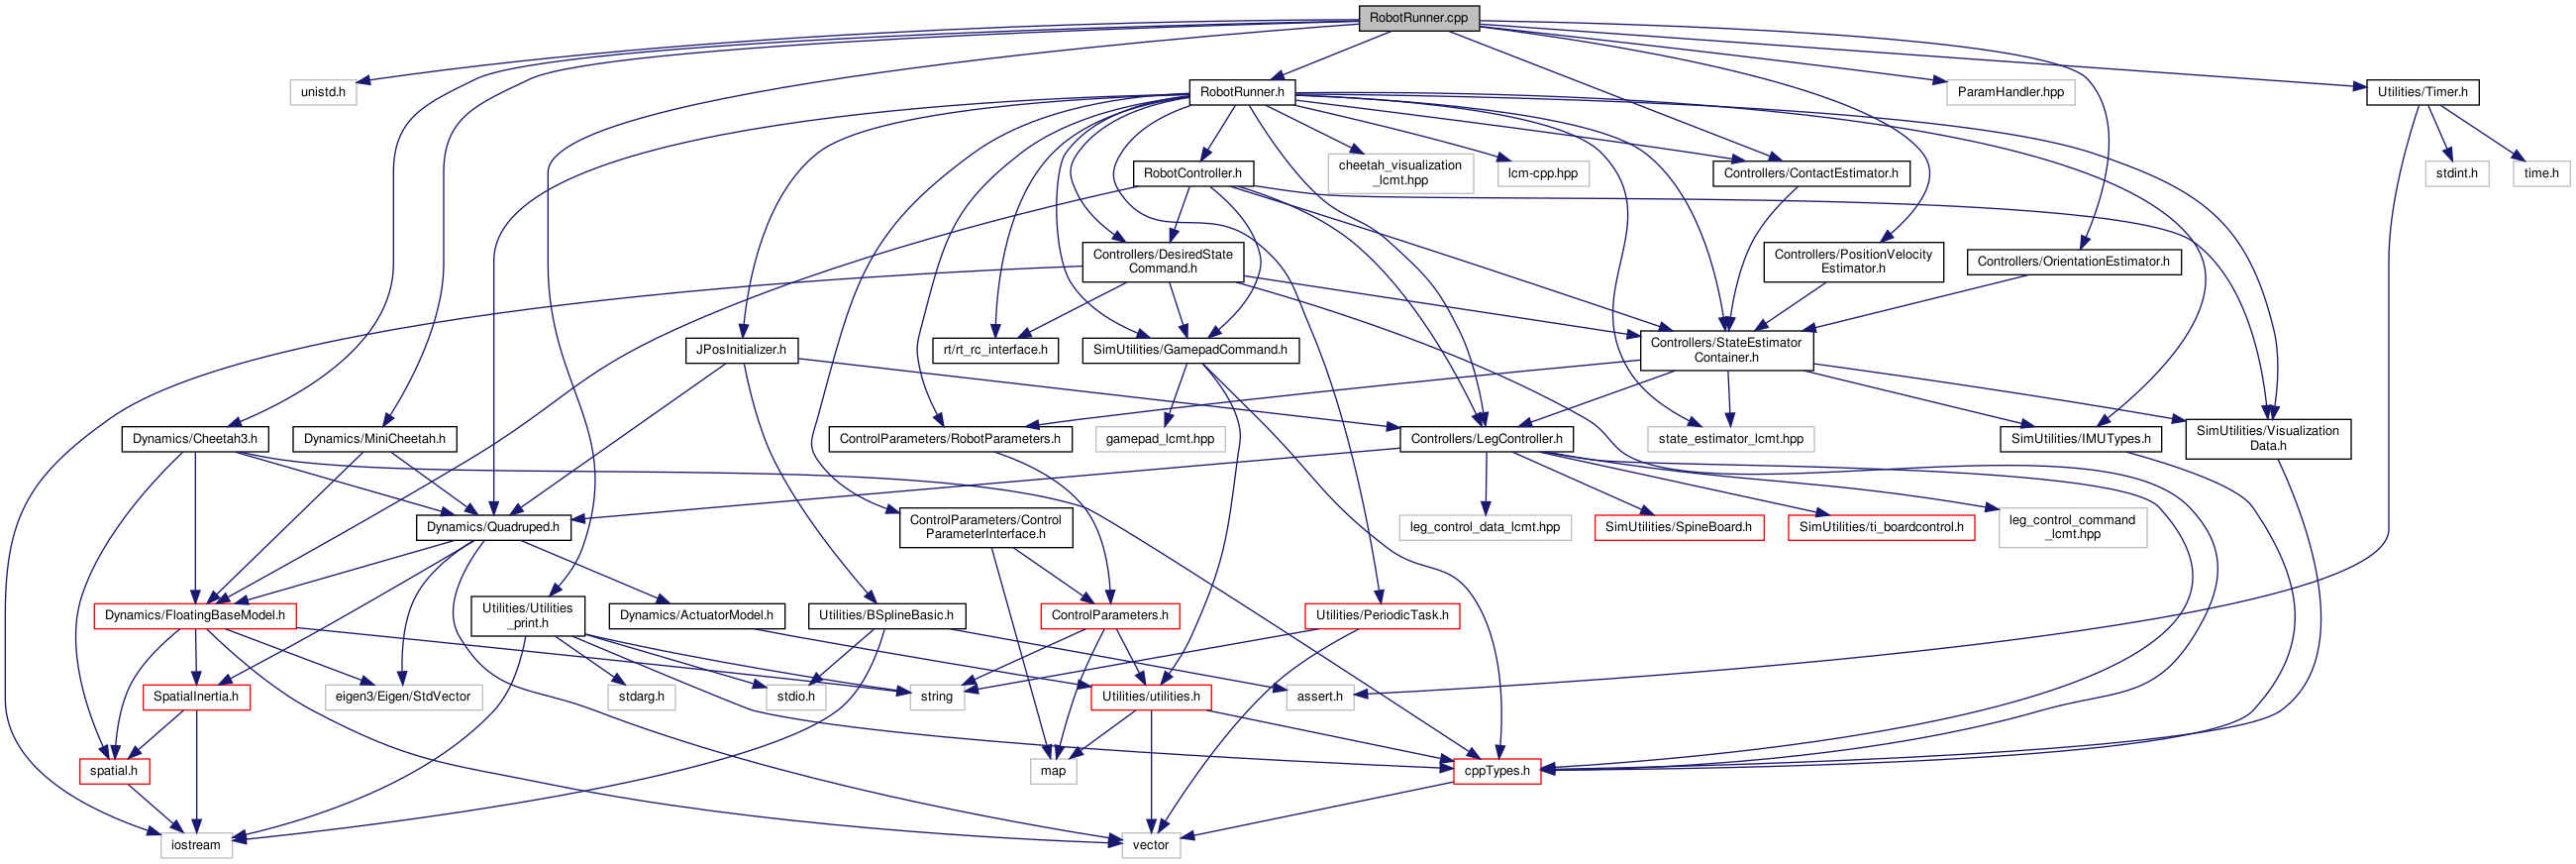 RobotRunner.cpp
unistd.h
RobotRunner.h
ParamHandler.hpp
Utilities/Timer.h
RobotController.h
cheetah_visualization
_lcmt.hpp
lcm-cpp.hpp
Controllers/ContactEstimator.h
stdint.h
time.h
Controllers/DesiredState
Command.h
Controllers/PositionVelocity
Estimator.h
Controllers/OrientationEstimator.h
JPosInitializer.h
rt/rt_rc_interface.h
SimUtilities/GamepadCommand.h
Controllers/StateEstimator
Container.h
Dynamics/Cheetah3.h
Dynamics/MiniCheetah.h
ControlParameters/RobotParameters.h
gamepad_lcmt.hpp
Controllers/LegController.h
state_estimator_lcmt.hpp
SimUtilities/IMUTypes.h
SimUtilities/Visualization
Data.h
Dynamics/Quadruped.h
ControlParameters/Control
ParameterInterface.h
leg_control_data_lcmt.hpp
SimUtilities/SpineBoard.h
SimUtilities/ti_boardcontrol.h
leg_control_command
_lcmt.hpp
Dynamics/FloatingBaseModel.h
Utilities/Utilities
_print.h
Dynamics/ActuatorModel.h
Utilities/BSplineBasic.h
ControlParameters.h
Utilities/PeriodicTask.h
SpatialInertia.h
eigen3/Eigen/StdVector
stdarg.h
stdio.h
string
Utilities/utilities.h
assert.h
spatial.h
map
cppTypes.h
iostream
vector